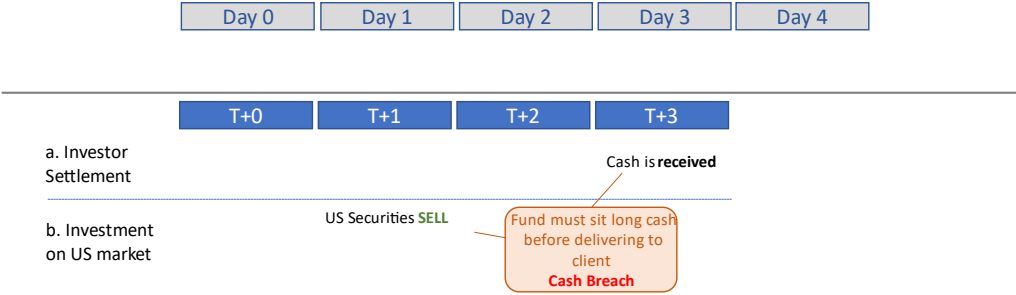 Day 0 Day 1 Day 2 Day 3 Day 4
T+0 T+1 T+2 T+3
a. Investor
Settlement
Cash is received
b. Investment
on US market
US Securities SELL
Fund must sit long cash
before delivering to
client
Cash Breach